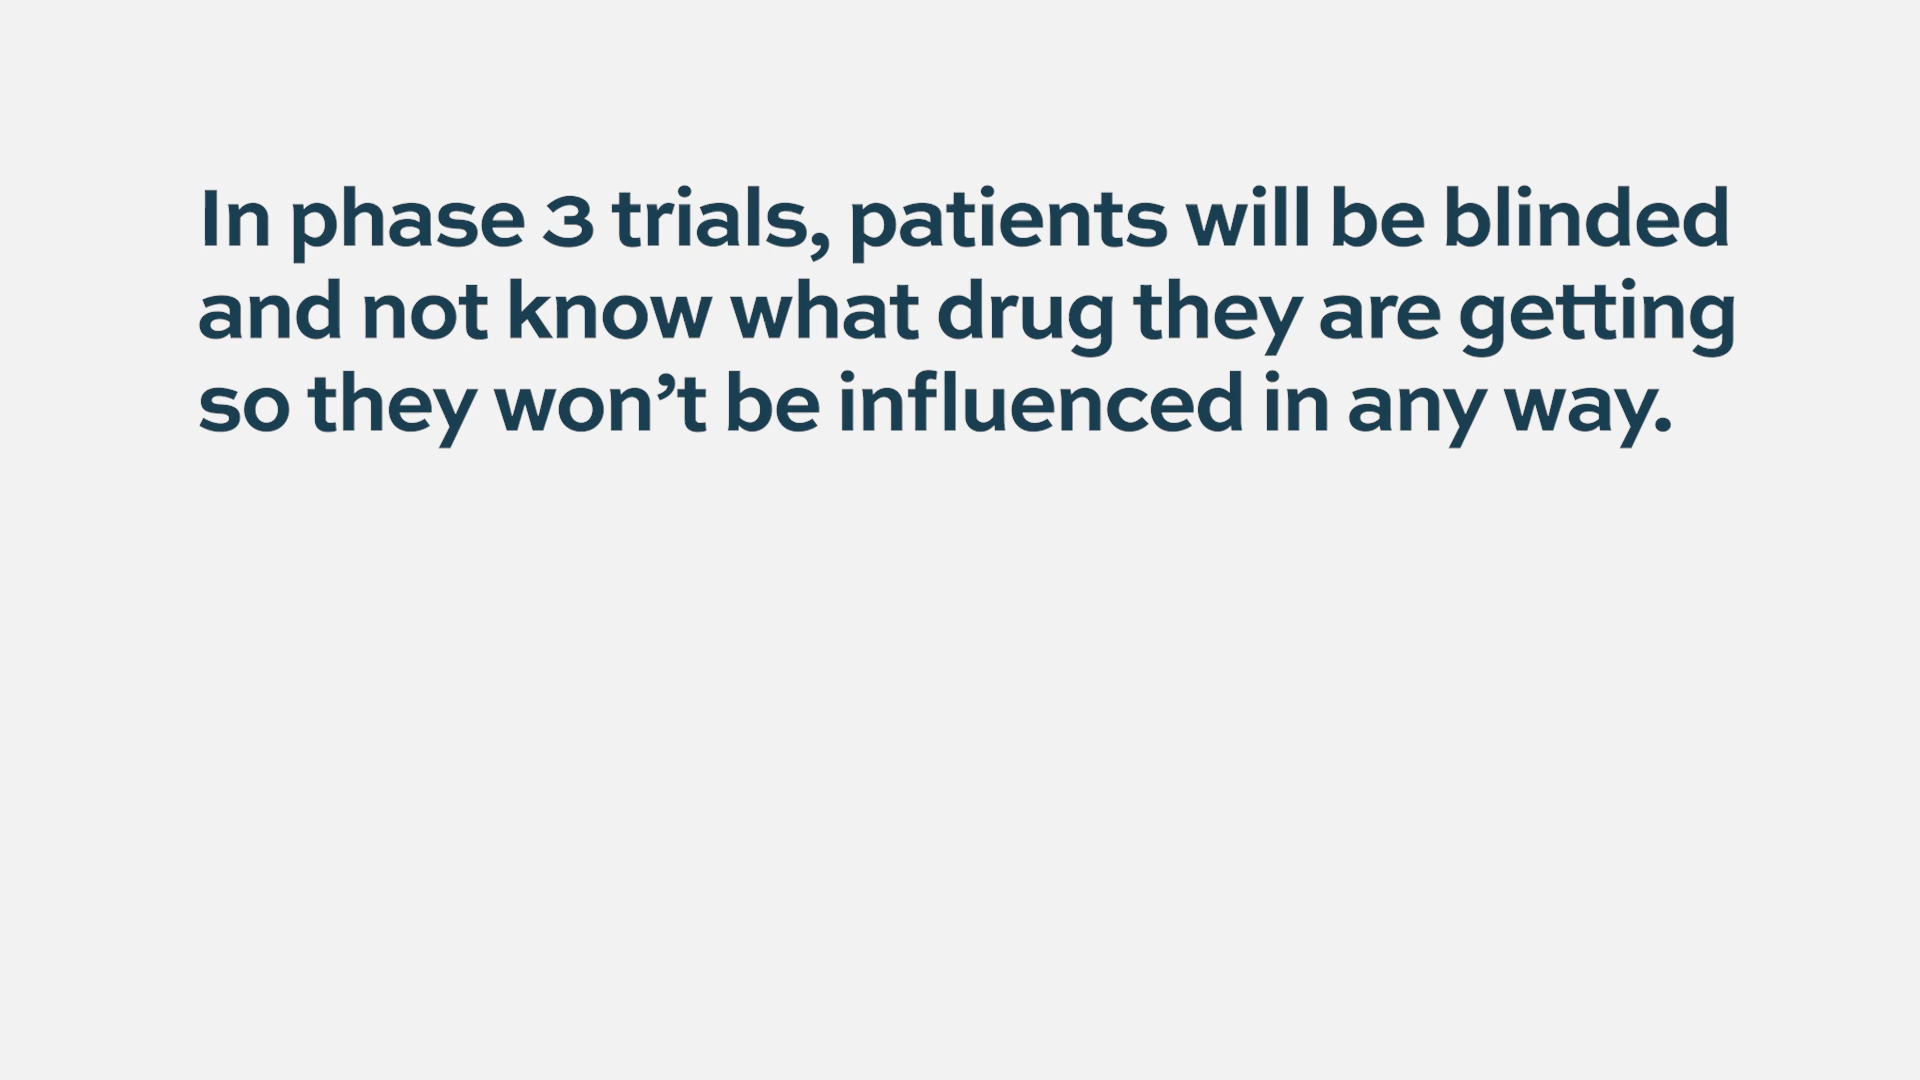 In phase 3 trials, patients will be blinded
and not know what drug they are getting
so they won’t be influenced in any way.